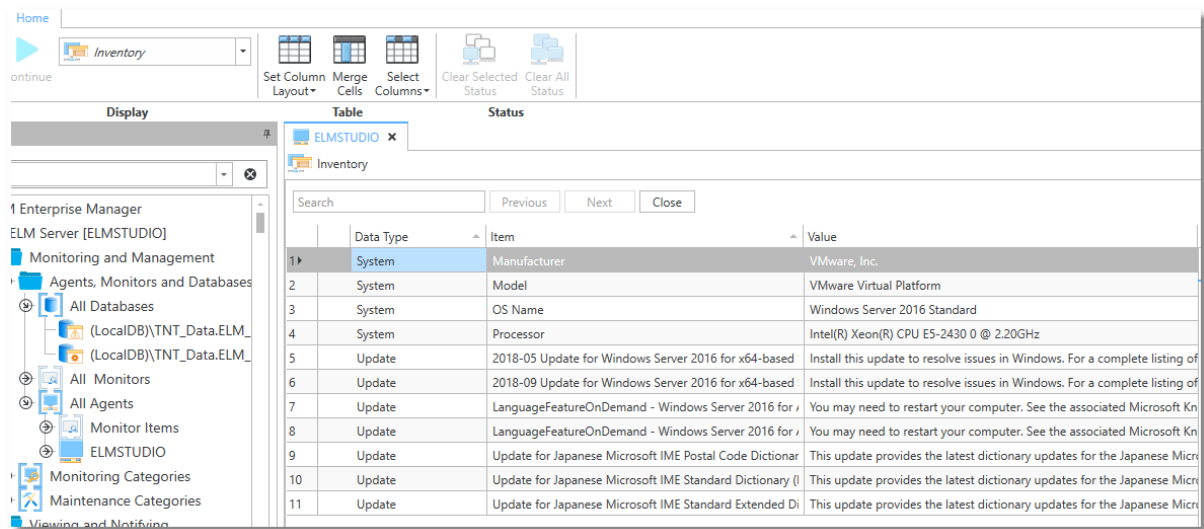 Home
Inventory
ontinue
Set Column Layout
Merge Cells
Select Columns
Clear Selected Status
Clear All Status
Display
Table
Status
ELMSTUDIO
Inventory
Search
Previous
Next
Close
Enterprise Manager
ELM Server [ELMSTUDIO]
Monitoring and Management
Agents, Monitors and Databases
All Databases
(LocalDB)\TNT_Data.ELM_
(LocalDB)\TNT_Data.ELM_
All Monitors
All Agents
Monitor Items
ELMSTUDIO
Monitoring Categories
Maintenance Categories
Viewing and Notifying
Data Type Item Value
1 System Manufacturer VMware, Inc.
2 System Model VMware Virtual Platform
3 System OS Name Windows Server 2016 Standard
4 System Processor Intel(R) Xeon(R) CPU E5-2430 0 @ 2.20GHz
5 Update 2018-05 Update for Windows Server 2016 for x64-based Install this update to resolve issues in Windows. For a complete listing of
6 Update 2018-09 Update for Windows Server 2016 for x64-based Install this update to resolve issues in Windows. For a complete listing of
7 Update LanguageFeatureOnDemand - Windows Server 2016 for You may need to restart your computer. See the associated Microsoft Kn
8 Update LanguageFeatureOnDemand - Windows Server 2016 for You may need to restart your computer. See the associated Microsoft Kn
9 Update Update for Japanese Microsoft IME Postal Code Dictionar This update provides the latest dictionary updates for the Japanese Micr
10 Update Update for Japanese Microsoft IME Standard Dictionary ( This update provides the latest dictionary updates for the Japanese Micr
11 Update Update for Japanese Microsoft IME Standard Extended Di This update provides the latest dictionary updates for the Japanese Micr